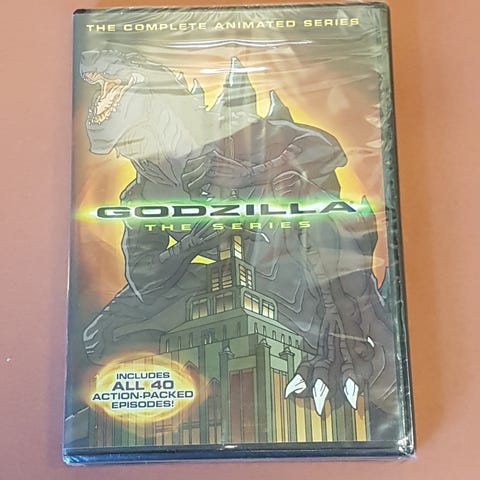 THE COMPLETE ANIMATED SERIES
GODZILLA
THE SERIES
INCLUDES
ALL 40
ACTION-PACKED
EPISODES!